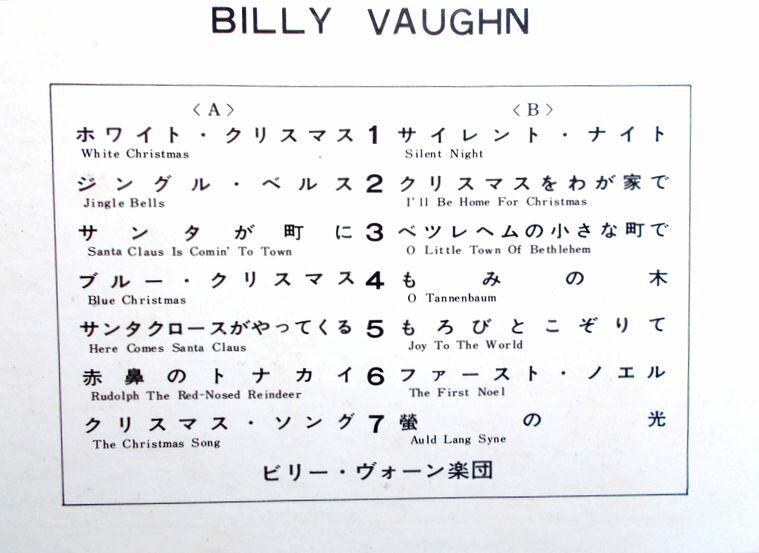 BILLY VAUGHN
〈A〉 〈B〉
ホワイト・クリスマス 1 サイレント・ナイト
White Christmas Silent Night
ジングル・ベルス 2 クリスマスをわが家で
Jingle Bells I'll Be Home For Christmas
サンタが町に 3 ベツレヘムの小さな町で
Santa Claus Is Comin' To Town O Little Town Of Bethlehem
ブルー・クリスマス 4 もみの木
Blue Christmas O Tannenbaum
サンタクロースがやってくる 5 もろびとこぞりて
Here Comes Santa Claus Joy To The World
赤鼻のトナカイ 6 ファースト・ノエル
Rudolph The Red-Nosed Reindeer The First Noel
クリスマス・ソング 7 螢の光
The Christmas Song Auld Lang Syne
ビリー・ヴォーン楽団